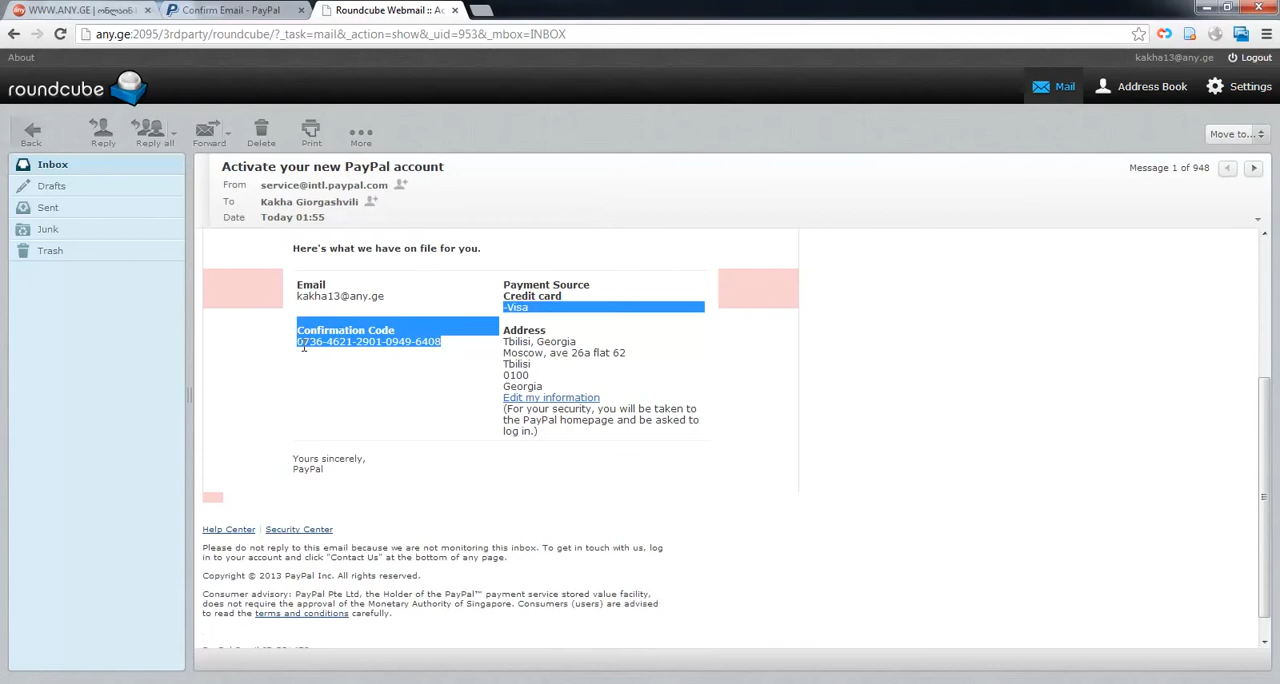 WWW.ANY.GE | ონლაინ
Confirm Email - PayPal
Roundcube Webmail :: Ac
any.ge:2095/3rdparty/roundcube/?_task=mail&_action=show&_uid=953&_mbox=INBOX
About
kakha13@any.ge Logout
roundcube
Mail Address Book Settings
Back Reply Reply all Forward Delete Print More
Move to...
Inbox
Drafts
Sent
Junk
Trash
Activate your new PayPal account
Message 1 of 948
From service@intl.paypal.com
To Kakha Giorgashvili
Date Today 01:55
Here's what we have on file for you.
Email
kakha13@any.ge
Confirmation Code
0736-4621-2901-0949-6408
Payment Source
Credit card
-Visa
Address
Tbilisi, Georgia
Moscow, ave 26a flat 62
Tbilisi
0100
Georgia
Edit my information
(For your security, you will be taken to
the PayPal homepage and be asked to
log in.)
Yours sincerely,
PayPal
Help Center | Security Center
Please do not reply to this email because we are not monitoring this inbox. To get in touch with us, log
in to your account and click "Contact Us" at the bottom of any page.
Copyright © 2013 PayPal Inc. All rights reserved.
Consumer advisory: PayPal Pte Ltd, the Holder of the PayPal™ payment service stored value facility,
does not require the approval of the Monetary Authority of Singapore. Consumers (users) are advised
to read the terms and conditions carefully.